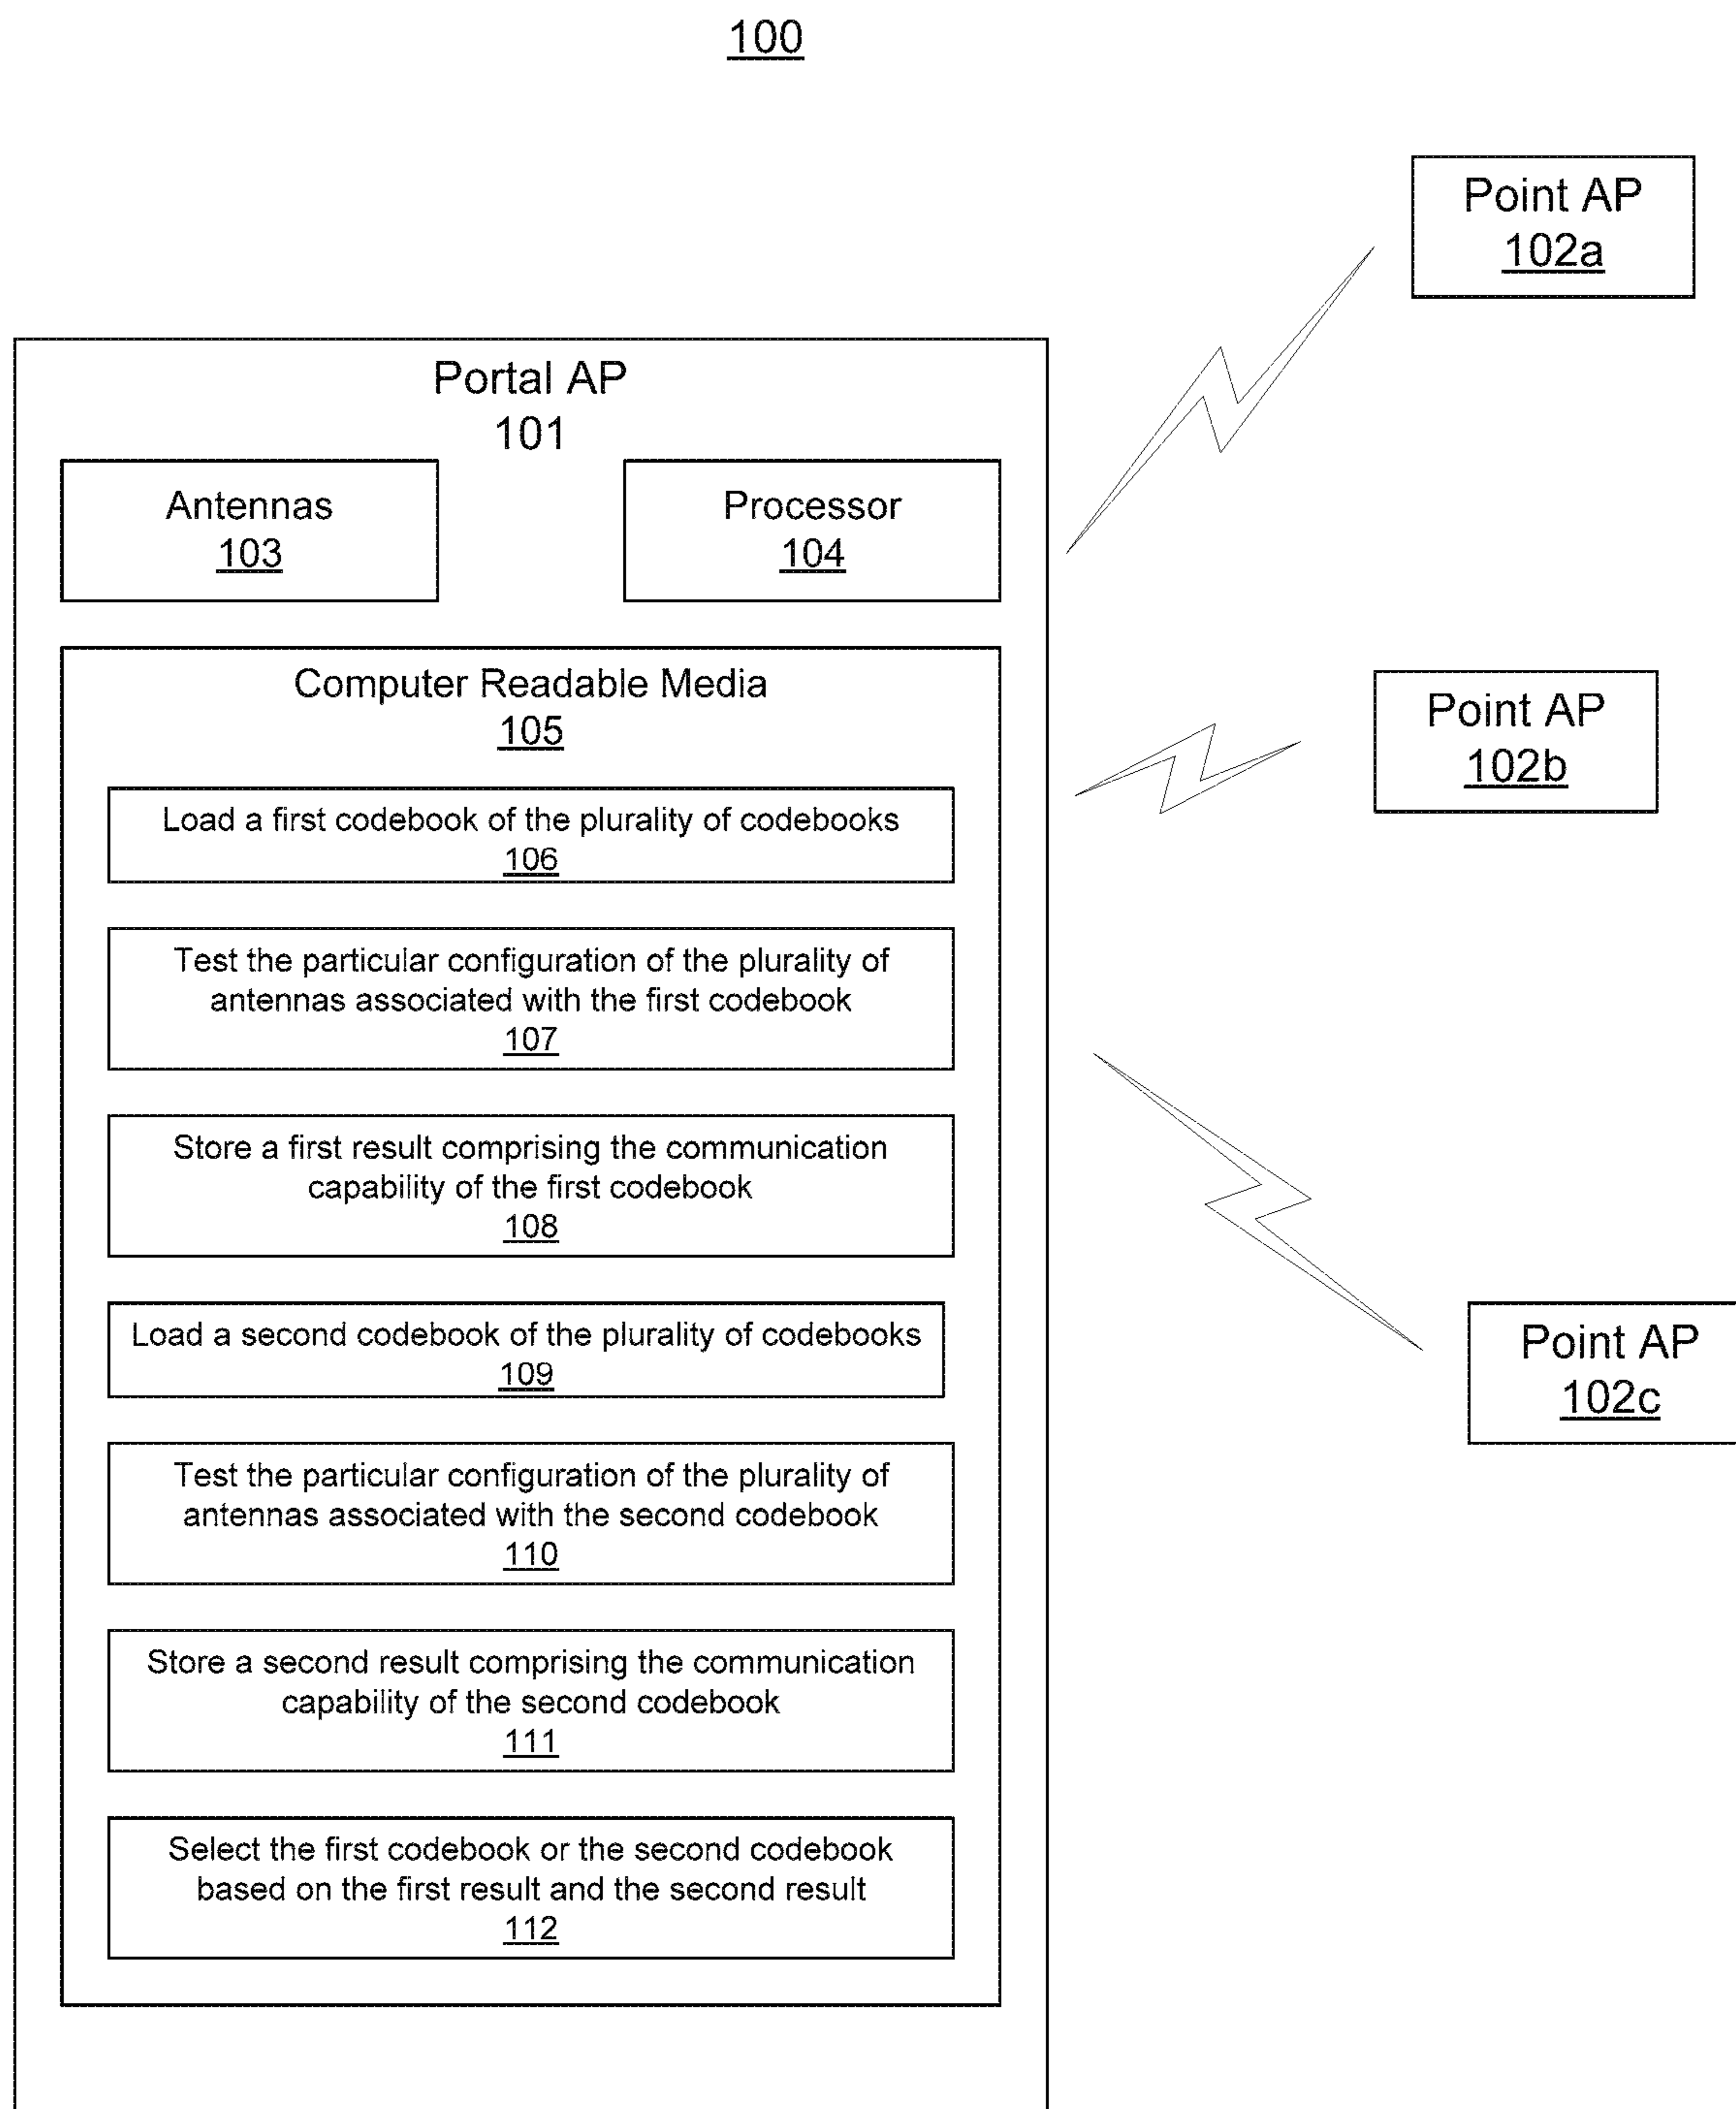 100
Point AP
102a
Portal AP
101
Antennas
103
Processor
104
Computer Readable Media
105
Point AP
102b
Load a first codebook of the plurality of codebooks
106
Test the particular configuration of the plurality of
antennas associated with the first codebook
107
Store a first result comprising the communication
capability of the first codebook
108
Load a second codebook of the plurality of codebooks
109
Point AP
102c
Test the particular configuration of the plurality of
antennas associated with the second codebook
110
Store a second result comprising the communication
capability of the second codebook
111
Select the first codebook or the second codebook
based on the first result and the second result
112